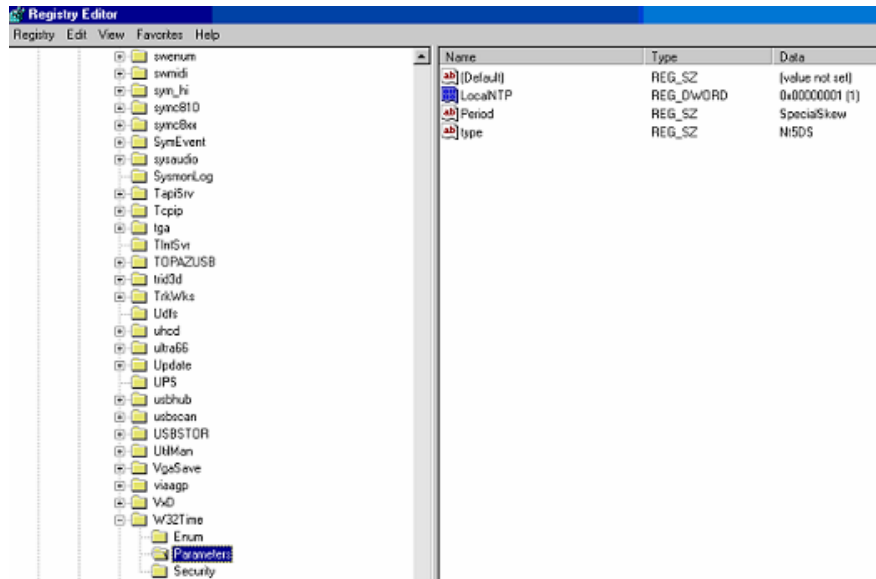 Registry Editor
Registry Edit View Favorites Help
swenum
swmidi
sym_hi
symc810
symc8xx
SymEvent
sysaudio
SysmonLog
TapiSrv
Tcpip
tga
TlntSvr
TOPAZUSB
trid3d
TrkWks
Udfs
uhcd
ultra66
Update
UPS
usbhub
usbscan
USBSTOR
UtilMan
VgaSave
viaagp
VxD
W32Time
Enum
Parameters
Security
Name Type Data
(Default) REG_SZ (value not set)
LocalNTP REG_DWORD 0x00000001 (1)
Period REG_SZ SpecialSkew
type REG_SZ Nt5DS